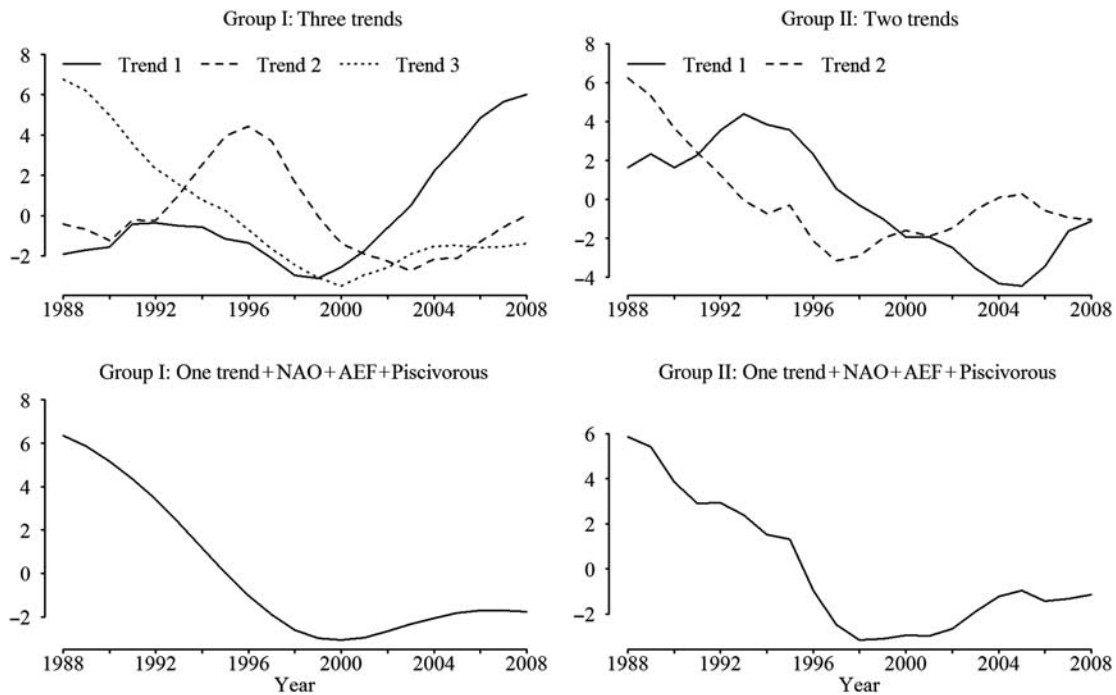 Group I: Three trends
8
Trend 1 Trend 2 Trend 3
6
4
2
0
−2
1988 1992 1996 2000 2004 2008
Group II: Two trends
8
Trend 1 Trend 2
6
4
2
0
−2
−4
1988 1992 1996 2000 2004 2008
Group I: One trend+NAO+AEF+Piscivorous
8
6
4
2
0
−2
1988 1992 1996 2000 2004 2008
Year
Group II: One trend+NAO+AEF+Piscivorous
6
4
2
0
−2
1988 1992 1996 2000 2004 2008
Year